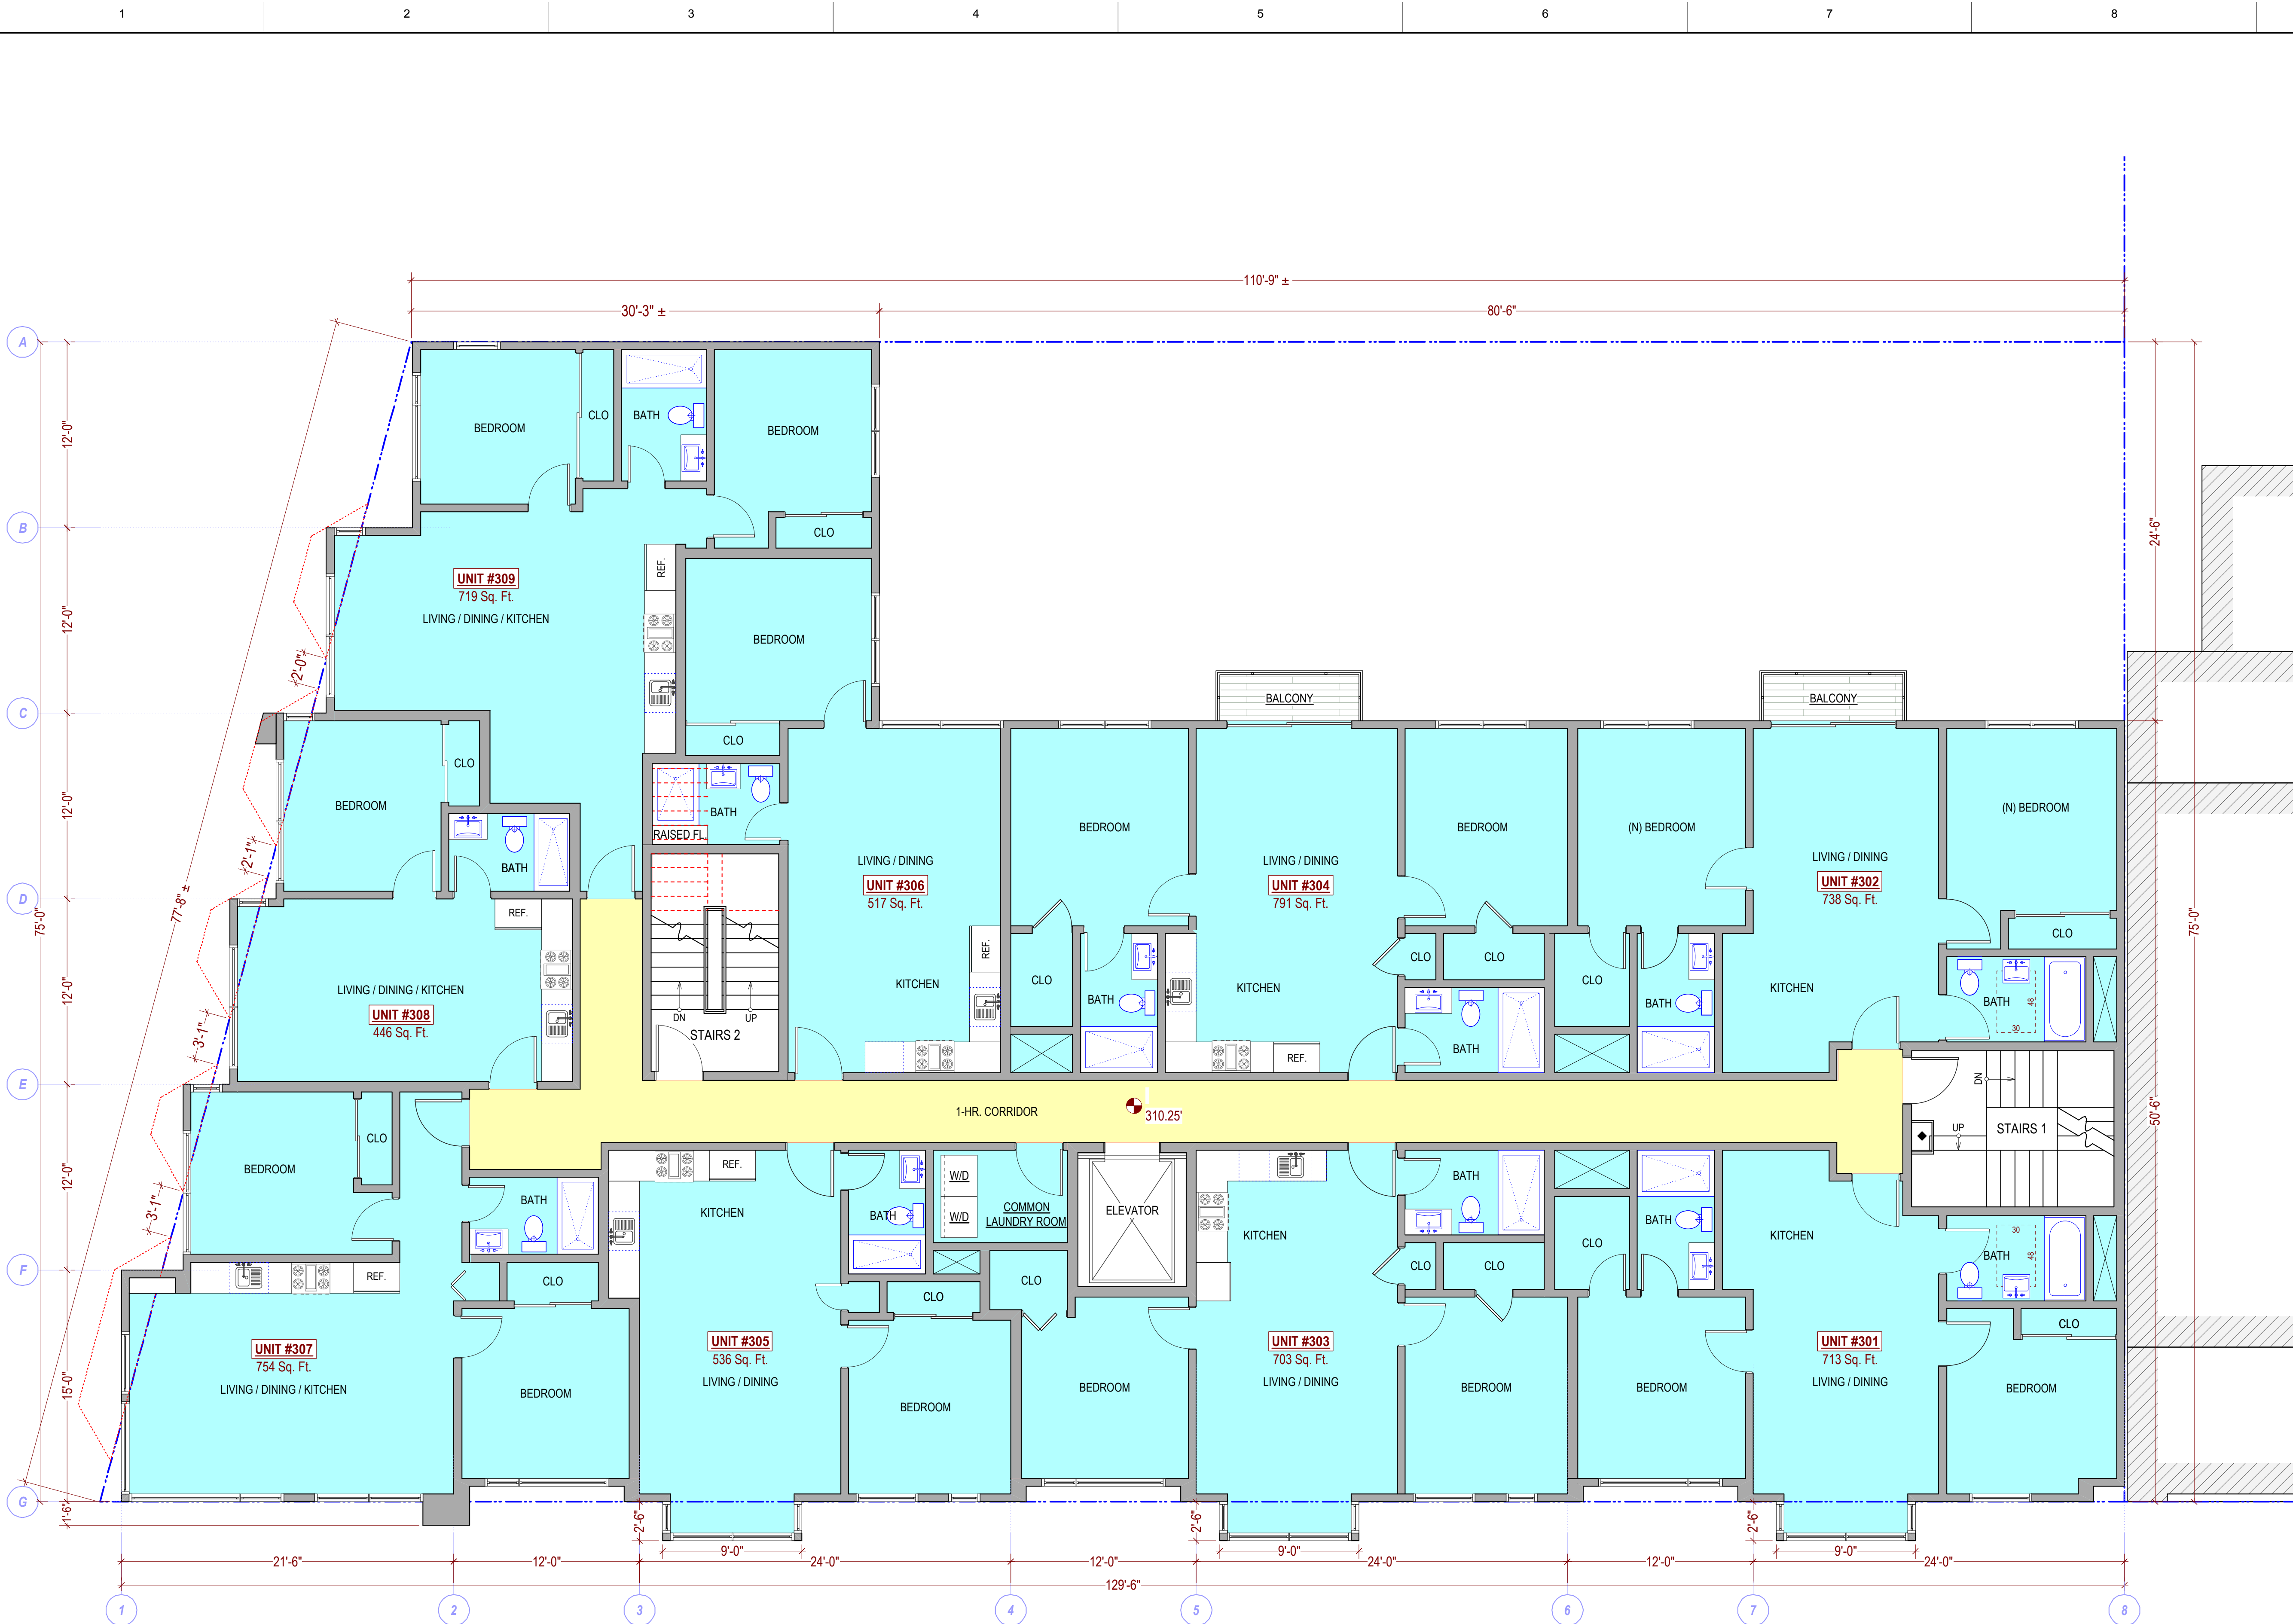 1 2 3 4 5 6 7 8
110'-9" ±
30'-3" ±
80'-6"
A
B
C
D
E
F
G
12'-0"
12'-0"
12'-0"
12'-0"
12'-0"
15'-0"
1'-6"
75'-0"
77'-8" ±
2'-0"
2'-1"
3'-1"
3'-1"
24'-6"
50'-6"
75'-0"
BEDROOM
CLO
BATH
BEDROOM
CLO
REF.
UNIT #309
719 Sq. Ft.
LIVING / DINING / KITCHEN
BEDROOM
CLO
BATH
RAISED FL.
LIVING / DINING
UNIT #306
517 Sq. Ft.
KITCHEN
REF.
BEDROOM
CLO
BATH
REF.
LIVING / DINING / KITCHEN
UNIT #308
446 Sq. Ft.
DN
UP
STAIRS 2
BALCONY
BEDROOM
CLO
BATH
LIVING / DINING
UNIT #304
791 Sq. Ft.
KITCHEN
REF.
BEDROOM
CLO
CLO
BATH
BALCONY
(N) BEDROOM
CLO
BATH
LIVING / DINING
UNIT #302
738 Sq. Ft.
KITCHEN
(N) BEDROOM
CLO
BATH
48
30
1-HR. CORRIDOR
310.25'
DN
UP
STAIRS 1
BEDROOM
CLO
BATH
REF.
CLO
UNIT #307
754 Sq. Ft.
LIVING / DINING / KITCHEN
BEDROOM
REF.
KITCHEN
BATH
UNIT #305
536 Sq. Ft.
LIVING / DINING
CLO
BEDROOM
W/D
W/D
COMMON
LAUNDRY ROOM
ELEVATOR
CLO
BEDROOM
KITCHEN
UNIT #303
703 Sq. Ft.
LIVING / DINING
BATH
CLO
CLO
BEDROOM
CLO
BATH
BEDROOM
KITCHEN
UNIT #301
713 Sq. Ft.
LIVING / DINING
30
48
BATH
CLO
BEDROOM
2'-6"
2'-6"
2'-6"
9'-0"
9'-0"
9'-0"
21'-6"
12'-0"
24'-0"
12'-0"
24'-0"
12'-0"
24'-0"
129'-6"
1 2 3 4 5 6 7 8